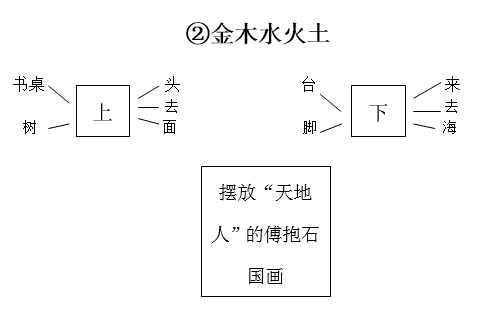 ②金木水火土
书桌
树
上
头
去
面
台
脚
下
来
去
海
摆放“天地
人”的傅抱石
国画